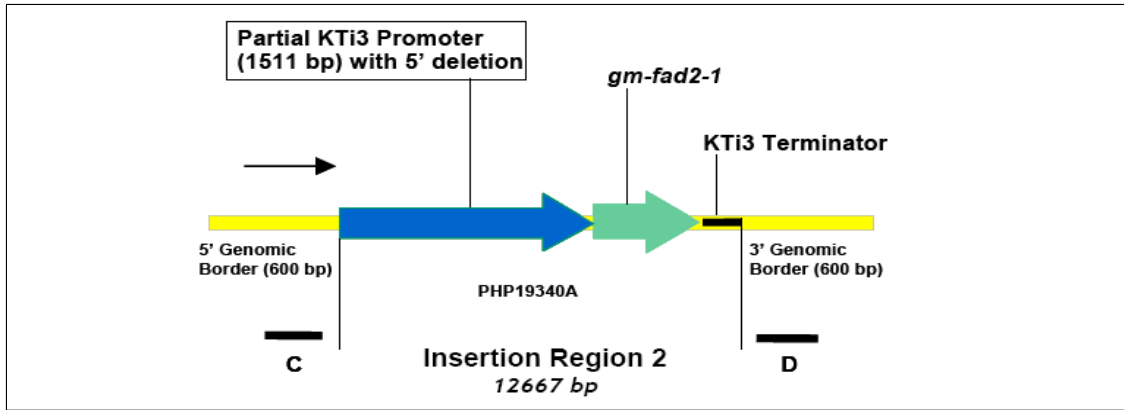 Partial KTi3 Promoter
(1511 bp) with 5' deletion
gm-fad2-1
KTi3 Terminator
5' Genomic
Border (600 bp)
3' Genomic
Border (600 bp)
PHP19340A
C
Insertion Region 2
12667 bp
D